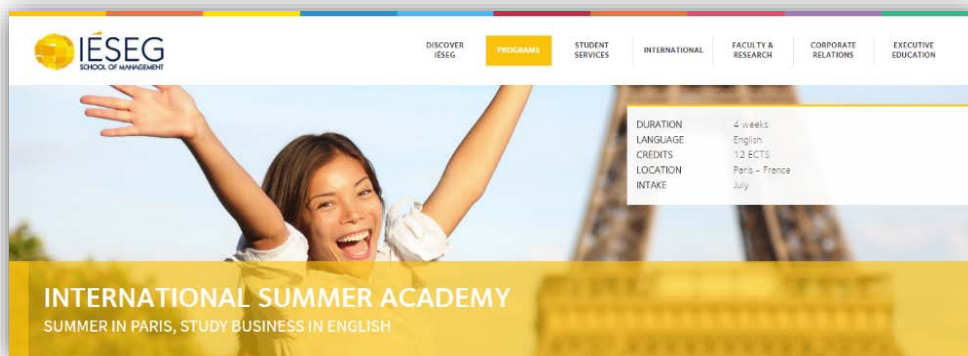 IÉSEG
SCHOOL OF MANAGEMENT
DISCOVER
IÉSEG
PROGRAMS
STUDENT
SERVICES
INTERNATIONAL
FACULTY &
RESEARCH
CORPORATE
RELATIONS
EXECUTIVE
EDUCATION
DURATION 4 weeks
LANGUAGE English
CREDITS 12 ECTS
LOCATION Paris - France
INTAKE July
INTERNATIONAL SUMMER ACADEMY
SUMMER IN PARIS, STUDY BUSINESS IN ENGLISH